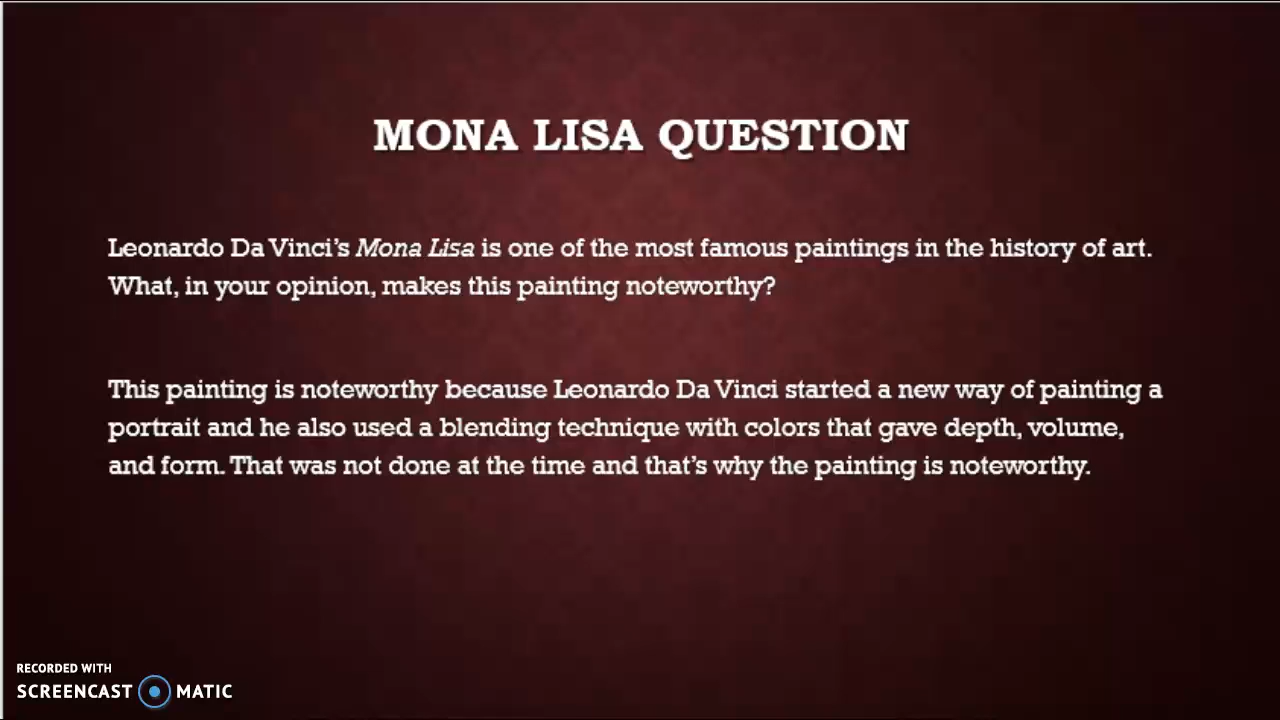 MONA LISA QUESTION
Leonardo Da Vinci's Mona Lisa is one of the most famous paintings in the history of art.
What, in your opinion, makes this painting noteworthy?
This painting is noteworthy because Leonardo Da Vinci started a new way of painting a
portrait and he also used a blending technique with colors that gave depth, volume,
and form. That was not done at the time and that's why the painting is noteworthy.
RECORDED WITH
SCREENCAST MATIC